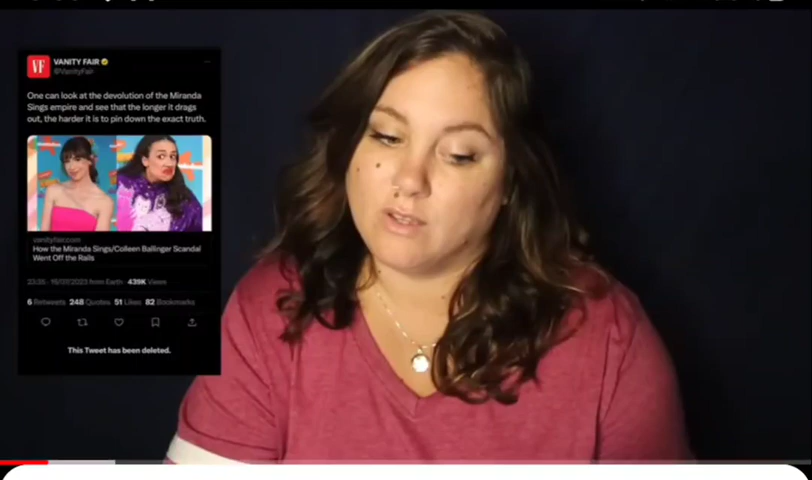 VF
VANITY FAIR
@VanityFair
One can look at the devolution of the Miranda
Sings empire and see that the longer it drags
out, the harder it is to pin down the exact truth.
vanityfair.com
How the Miranda Sings/Colleen Ballinger Scandal
Went Off the Rails
from Earth · 439K Views
6 Retweets 248 Quotes 51 Likes 82 Bookmarks
This Tweet has been deleted.